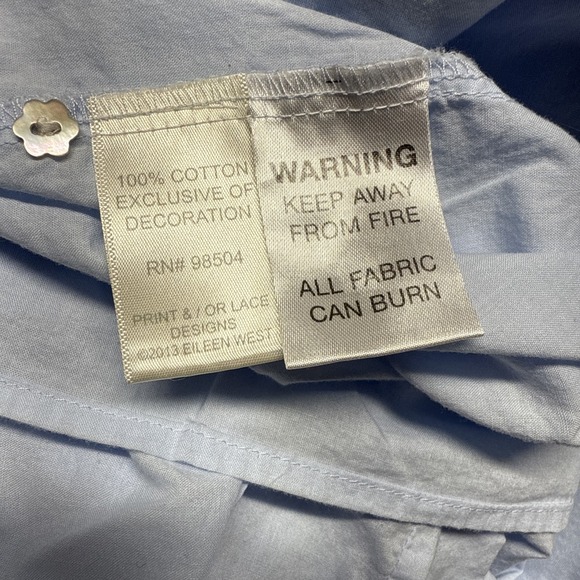 100% COTTON
EXCLUSIVE OF
DECORATION
RN# 98504
PRINT & / OR LACE
DESIGNS
©2013 EILEEN WEST
WARNING
KEEP AWAY
FROM FIRE
ALL FABRIC
CAN BURN